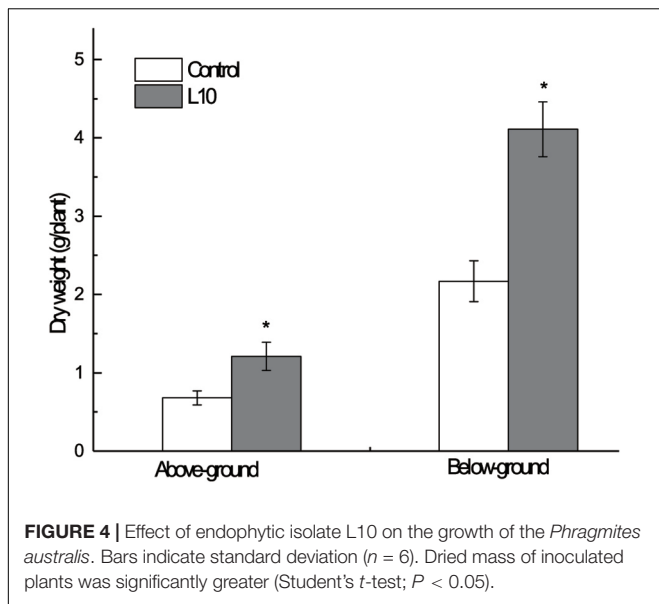 5
Control
L10
*
4
Dry weight (g/plant)
3
2
*
1
0
Above-ground
Below-ground
FIGURE 4 | Effect of endophytic isolate L10 on the growth of the Phragmites
australis. Bars indicate standard deviation (n = 6). Dried mass of inoculated
plants was significantly greater (Student's t-test; P < 0.05).